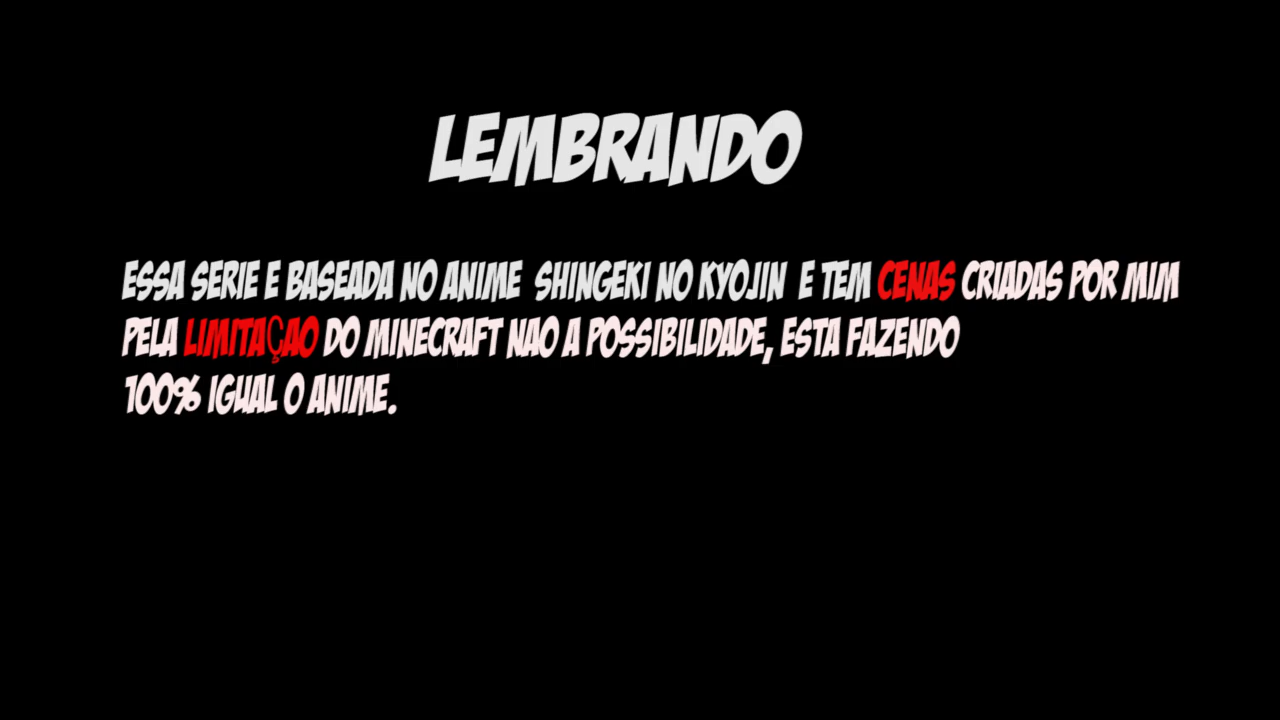 LEMBRANDO
ESSA SERIE E BASEADA NO ANIME SHINGEKI NO KYOJIN E TEM CENAS CRIADAS POR MIM
PELA LIMITAÇAO DO MINECRAFT NAO A POSSIBILIDADE, ESTA FAZENDO
100% IGUAL O ANIME.